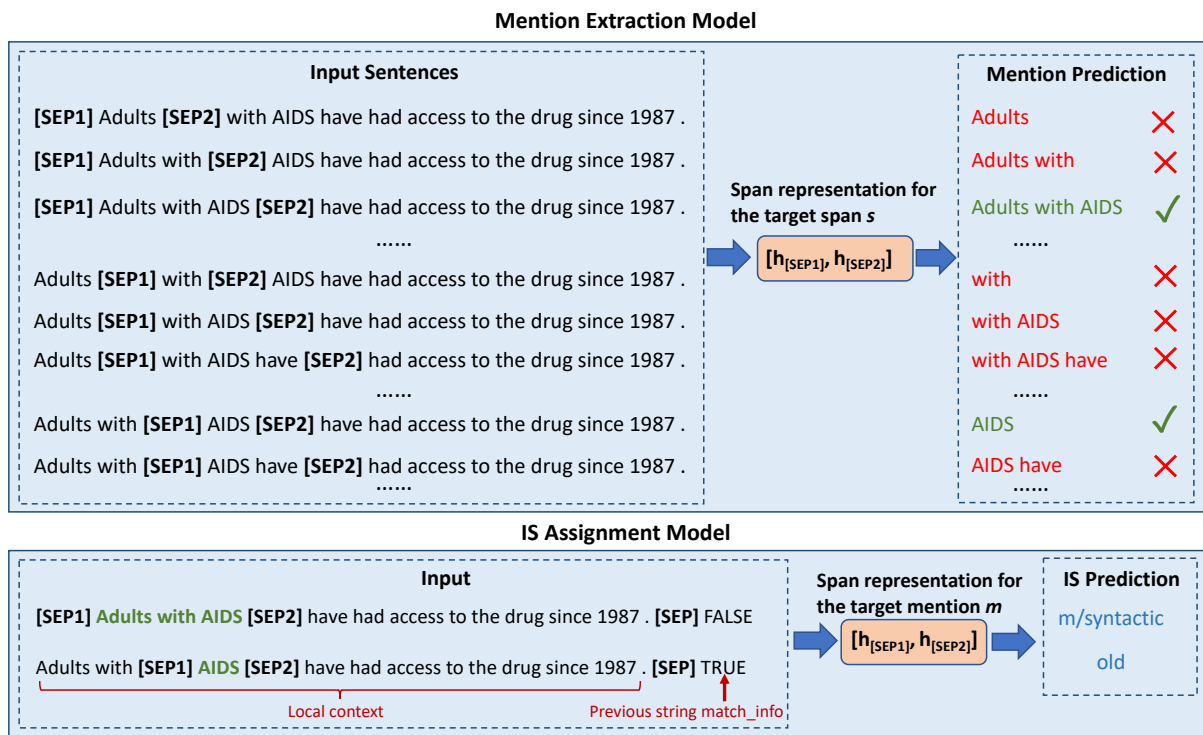 Mention Extraction Model
Input Sentences
[SEP1] Adults [SEP2] with AIDS have had access to the drug since 1987 .
[SEP1] Adults with [SEP2] AIDS have had access to the drug since 1987 .
[SEP1] Adults with AIDS [SEP2] have had access to the drug since 1987 .
......
Adults [SEP1] with [SEP2] AIDS have had access to the drug since 1987 .
Adults [SEP1] with AIDS [SEP2] have had access to the drug since 1987 .
Adults [SEP1] with AIDS have [SEP2] had access to the drug since 1987 .
......
Adults with [SEP1] AIDS [SEP2] have had access to the drug since 1987 .
Adults with [SEP1] AIDS have [SEP2] had access to the drug since 1987 .
......
Span representation for
the target span s
[h[SEP1], h[SEP2]]
Mention Prediction
Adults
Adults with
Adults with AIDS
......
with
with AIDS
with AIDS have
......
AIDS
AIDS have
......
IS Assignment Model
Input
[SEP1] Adults with AIDS [SEP2] have had access to the drug since 1987 . [SEP] FALSE
Adults with [SEP1] AIDS [SEP2] have had access to the drug since 1987 . [SEP] TRUE
Local context
Previous string match_info
Span representation for
the target mention m
[h[SEP1], h[SEP2]]
IS Prediction
m/syntactic
old